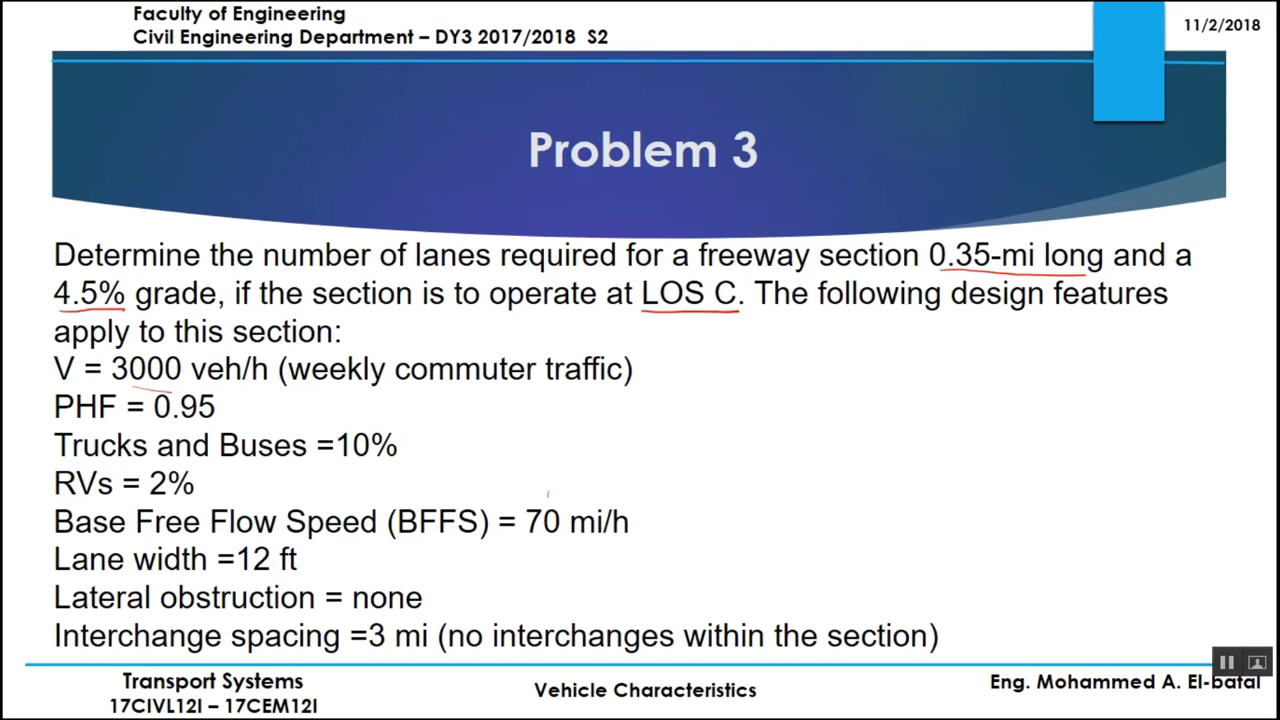 Faculty of Engineering
Civil Engineering Department – DY3 2017/2018 S2
11/2/2018
Problem 3
Determine the number of lanes required for a freeway section 0.35-mi long and a
4.5% grade, if the section is to operate at LOS C. The following design features
apply to this section:
V = 3000 veh/h (weekly commuter traffic)
PHF = 0.95
Trucks and Buses =10%
RVs = 2%
Base Free Flow Speed (BFFS) = 70 mi/h
Lane width =12 ft
Lateral obstruction = none
Interchange spacing =3 mi (no interchanges within the section)
Transport Systems
17CIVL12I – 17CEM12I
Vehicle Characteristics
Eng. Mohammed A. El-batal